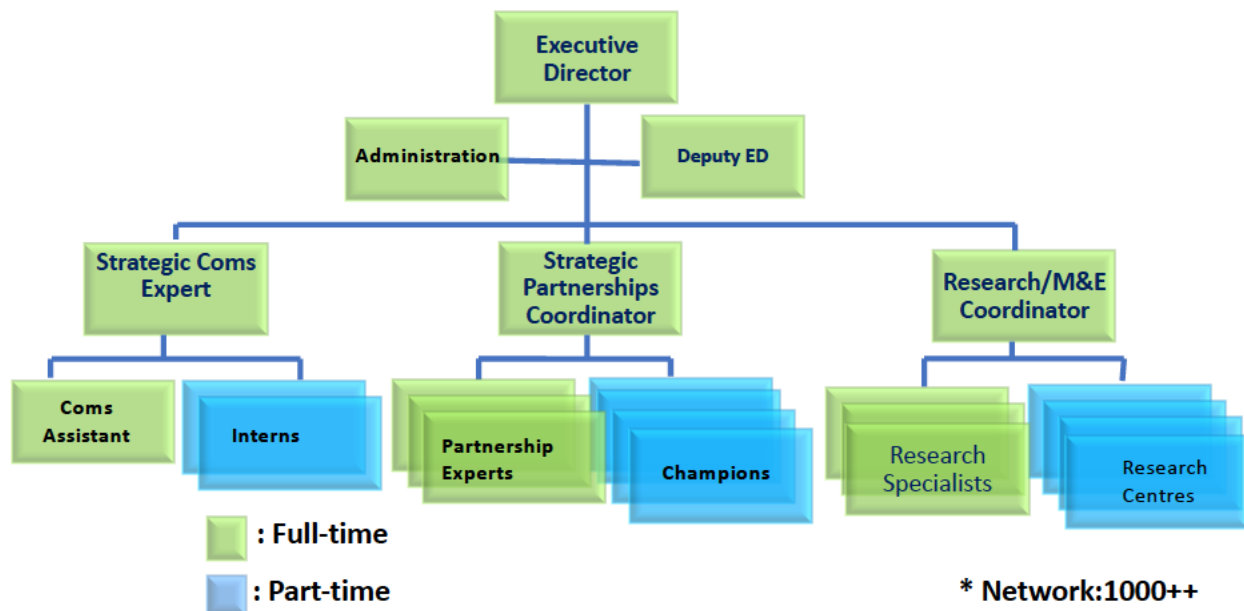 Executive
Director
Administration
Deputy ED
Strategic Coms
Expert
Strategic
Partnerships
Coordinator
Research/M&E
Coordinator
Coms
Assistant
Interns
Partnership
Experts
Champions
Research
Specialists
Research
Centres
: Full-time
: Part-time
* Network:1000++